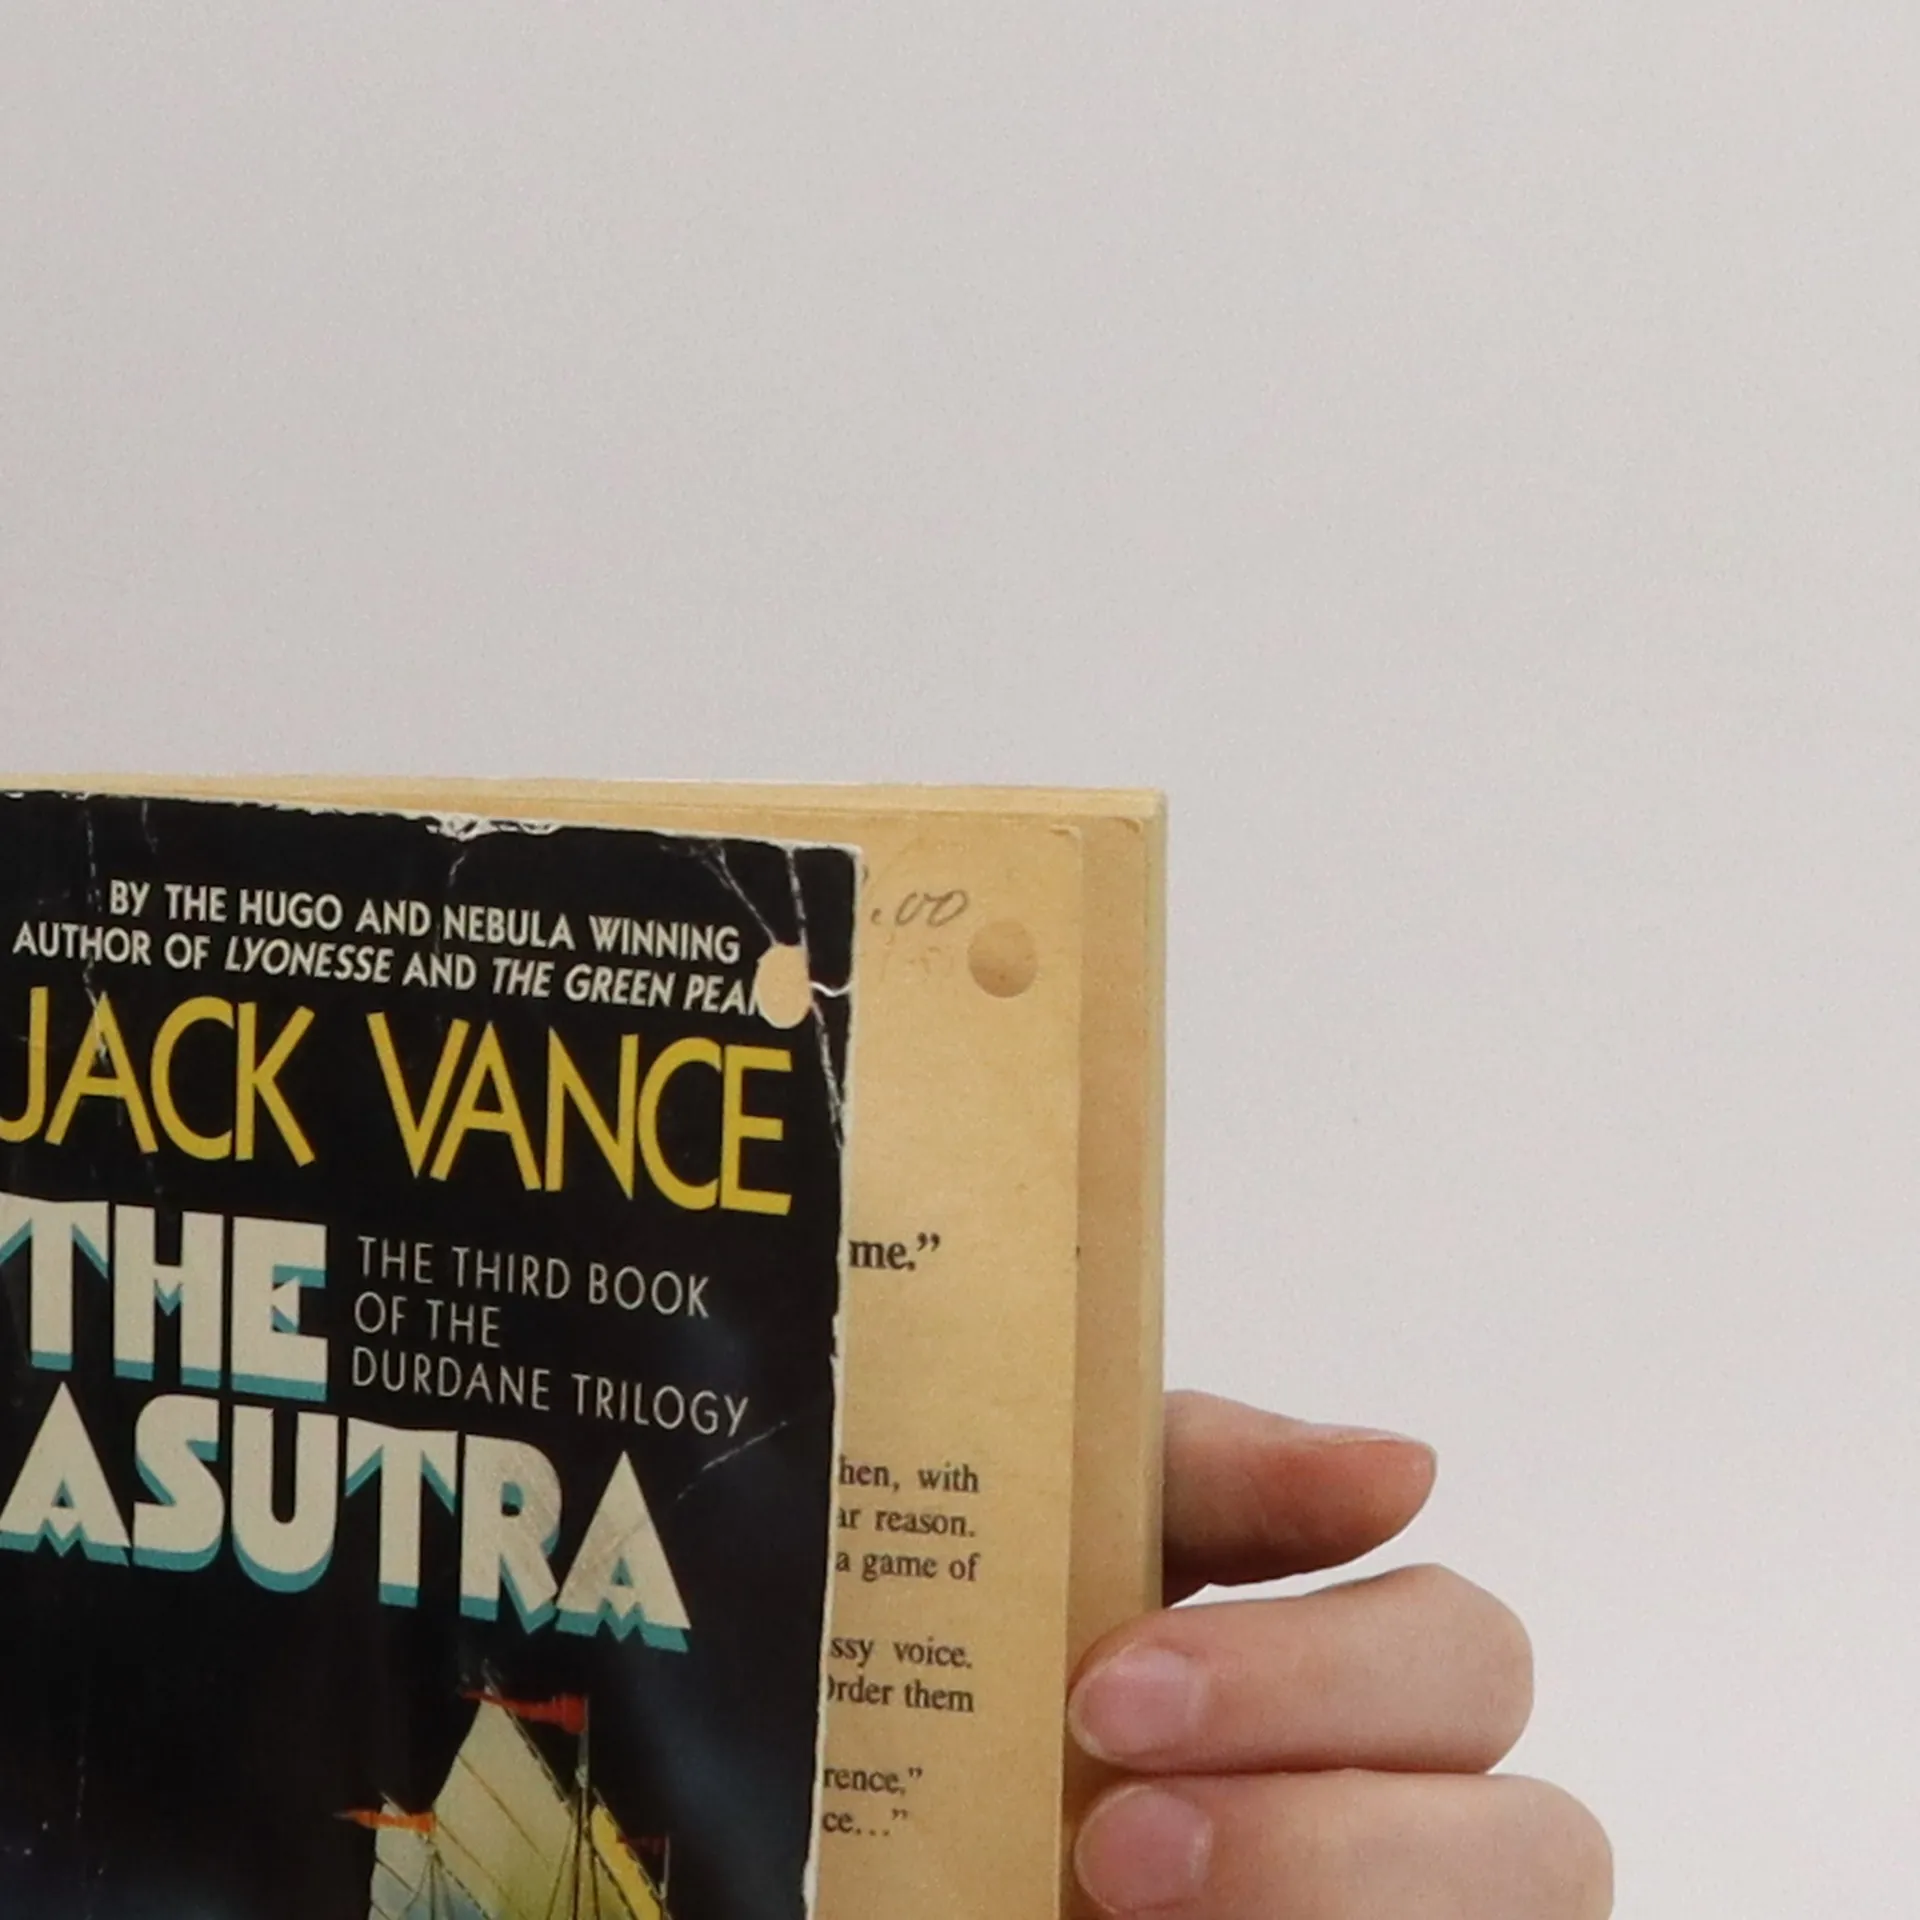 BY THE HUGO AND NEBULA WINNING
AUTHOR OF LYONESSE AND THE GREEN
JACK VANCE
THE
THE THIRD BOOK
OF THE
DURDANE TRILOGY
ASUTRA
.00
me.”
hen, with
ar reason.
a game of
ssy voice.
Order them
rence.”
ce...”